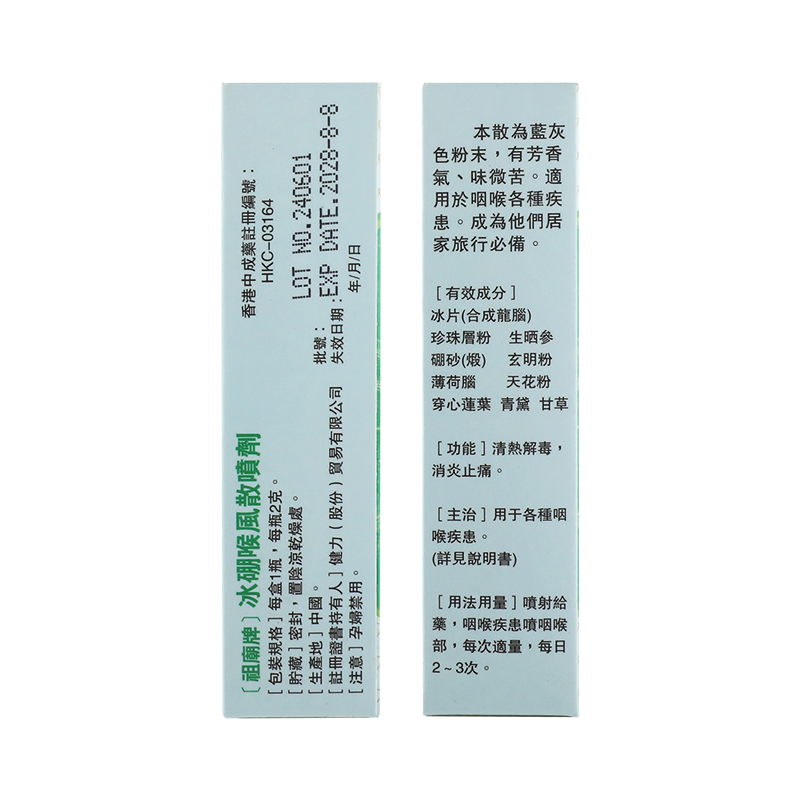 [祖廟牌] 冰硼喉風散噴劑
[包裝規格] 每盒1瓶，每瓶2克。
[貯藏] 密封，置陰涼乾燥處。
[生產地] 中國。
[註冊證書持有人] 健力(股份)貿易有限公司
[注意] 孕婦禁用。
香港中成藥註冊編號：
HKC-03164
批號：LOT NO.240601
失效日期：EXP DATE.2028-8-8
年/月/日
本散為藍灰
色粉末，有芳香
氣、味微苦。適
用於咽喉各種疾
患。成為他們居
家旅行必備。
[有效成分]
冰片(合成龍腦)
珍珠層粉 生晒參
硼砂(煅) 玄明粉
薄荷腦 天花粉
穿心蓮葉 青黛 甘草
[功能] 清熱解毒，
消炎止痛。
[主治] 用于各種咽
喉疾患。
(詳見說明書)
[用法用量] 噴射給
藥，咽喉疾患噴咽喉
部，每次適量，每日
2~3次。